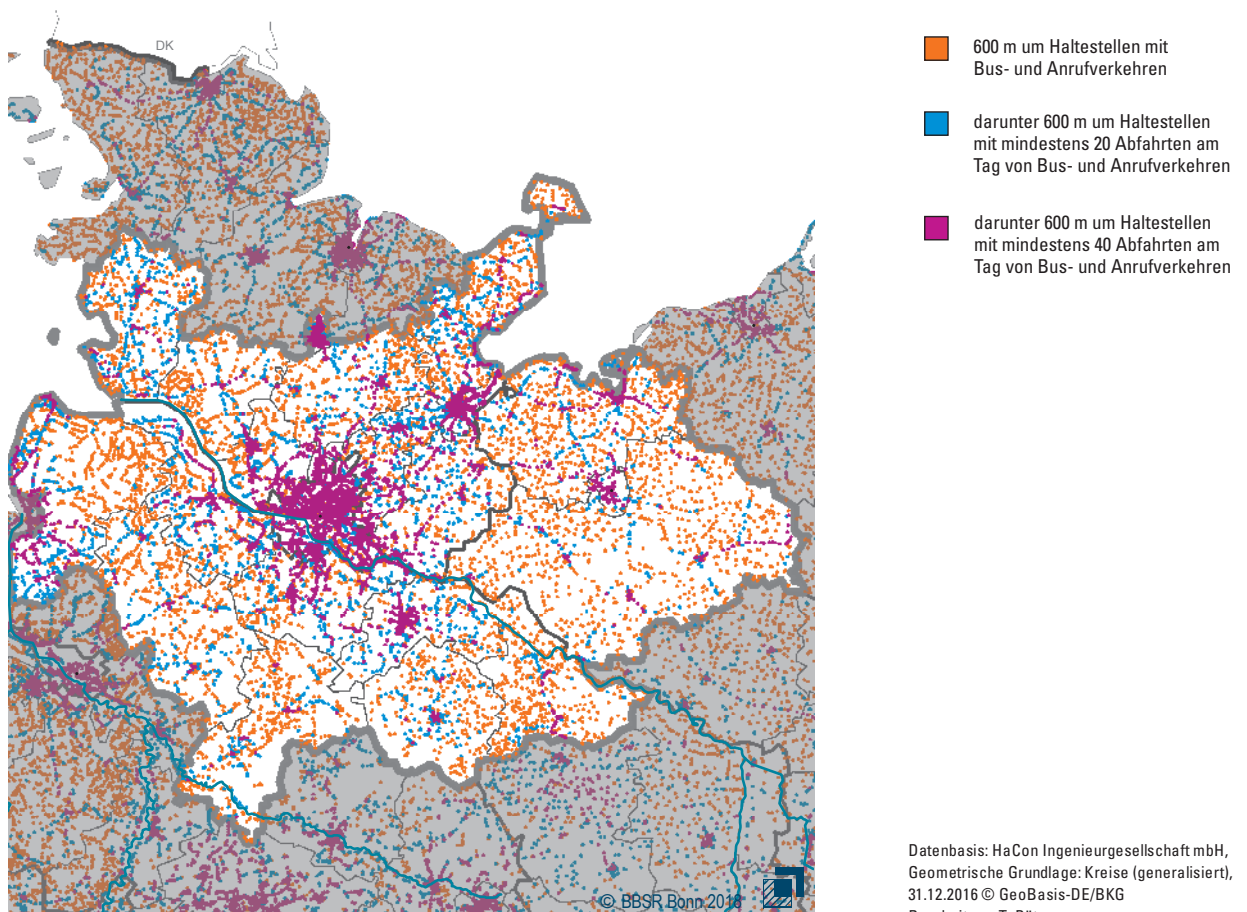 DK
600 m um Haltestellen mit
Bus- und Anrufverkehren
darunter 600 m um Haltestellen
mit mindestens 20 Abfahrten am
Tag von Bus- und Anrufverkehren
darunter 600 m um Haltestellen
mit mindestens 40 Abfahrten am
Tag von Bus- und Anrufverkehren
© BBSR Bonn 2018
Datenbasis: HaCon Ingenieurgesellschaft mbH,
Geometrische Grundlage: Kreise (generalisiert),
31.12.2016 © GeoBasis-DE/BKG